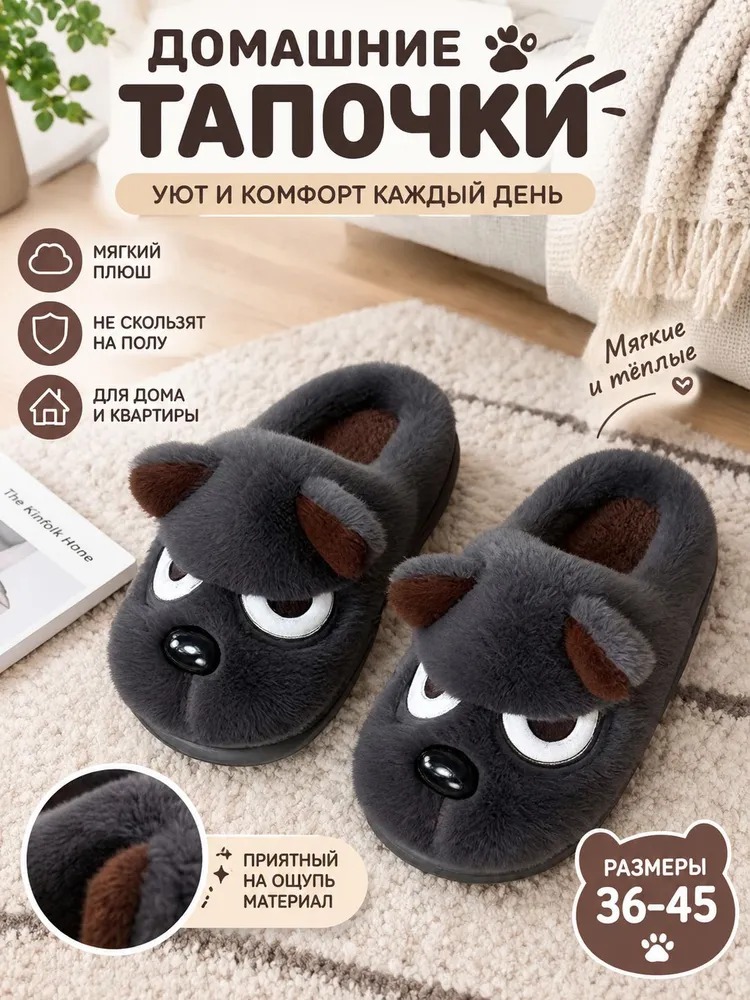 ДОМАШНИЕ
ТАПОЧКИ
УЮТ И КОМФОРТ КАЖДЫЙ ДЕНЬ
МЯГКИЙ
ПЛЮШ
НЕ СКОЛЬЗЯТ
НА ПОЛУ
ДЛЯ ДОМА
И КВАРТИРЫ
Мягкие
и тёплые
The Kinfolk Hone
ПРИЯТНЫЙ
НА ОЩУПЬ
МАТЕРИАЛ
РАЗМЕРЫ
36-45